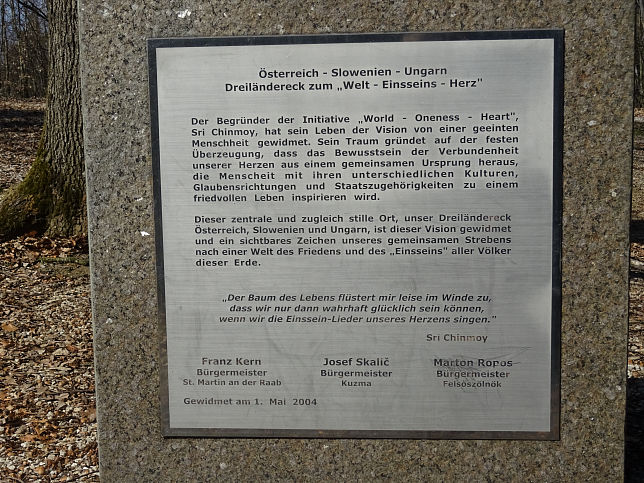 Österreich - Slowenien - Ungarn
Dreiländereck zum „Welt - Einsseins - Herz"
Der Begründer der Initiative „World - Oneness - Heart",
Sri Chinmoy, hat sein Leben der Vision von einer geeinten
Menschheit gewidmet. Sein Traum gründet auf der festen
Überzeugung, dass das Bewusstsein der Verbundenheit
unserer Herzen aus einem gemeinsamen Ursprung heraus,
die Menscheit mit ihren unterschiedlichen Kulturen,
Glaubensrichtungen und Staatszugehörigkeiten zu einem
friedvollen Leben inspirieren wird.
Dieser zentrale und zugleich stille Ort, unser Dreiländereck
Österreich, Slowenien und Ungarn, ist dieser Vision gewidmet
und ein sichtbares Zeichen unseres gemeinsamen Strebens
nach einer Welt des Friedens und des „Einsseins" aller Völker
dieser Erde.
„Der Baum des Lebens flüstert mir leise im Winde zu,
dass wir nur dann wahrhaft glücklich sein können,
wenn wir die Einssein-Lieder unseres Herzens singen."
Sri Chinmoy
Franz Kern Josef Skalič Marton Ropos
Bürgermeister Bürgermeister Bürgermeister
St. Martin an der Raab Kuzma Felsöszölnök
Gewidmet am 1. Mai 2004